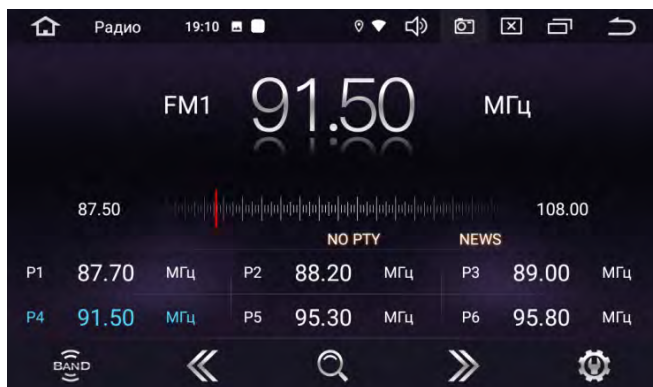 Радио 19:10
FM1 91.50 МГц
87.50 108.00
NO PTY NEWS
P1 87.70 МГц P2 88.20 МГц P3 89.00 МГц
P4 91.50 МГц P5 95.30 МГц P6 95.80 МГц
BAND